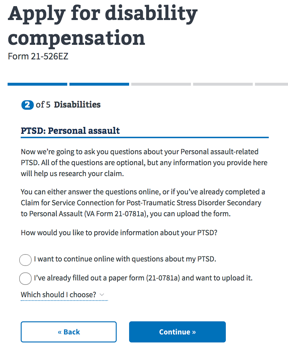 Apply for disability
compensation
Form 21-526EZ
2 of 5 Disabilities
PTSD: Personal assault
Now we're going to ask you questions about your Personal assault-related
PTSD. All of the questions are optional, but any information you provide here
will help us research your claim.
You can either answer the questions online, or if you've already completed a
Claim for Service Connection for Post-Traumatic Stress Disorder Secondary
to Personal Assault (VA Form 21-0781a), you can upload the form.
How would you like to provide information about your PTSD?
I want to continue online with questions about my PTSD.
I've already filled out a paper form (21-0781a) and want to upload it.
Which should I choose?
« Back
Continue »